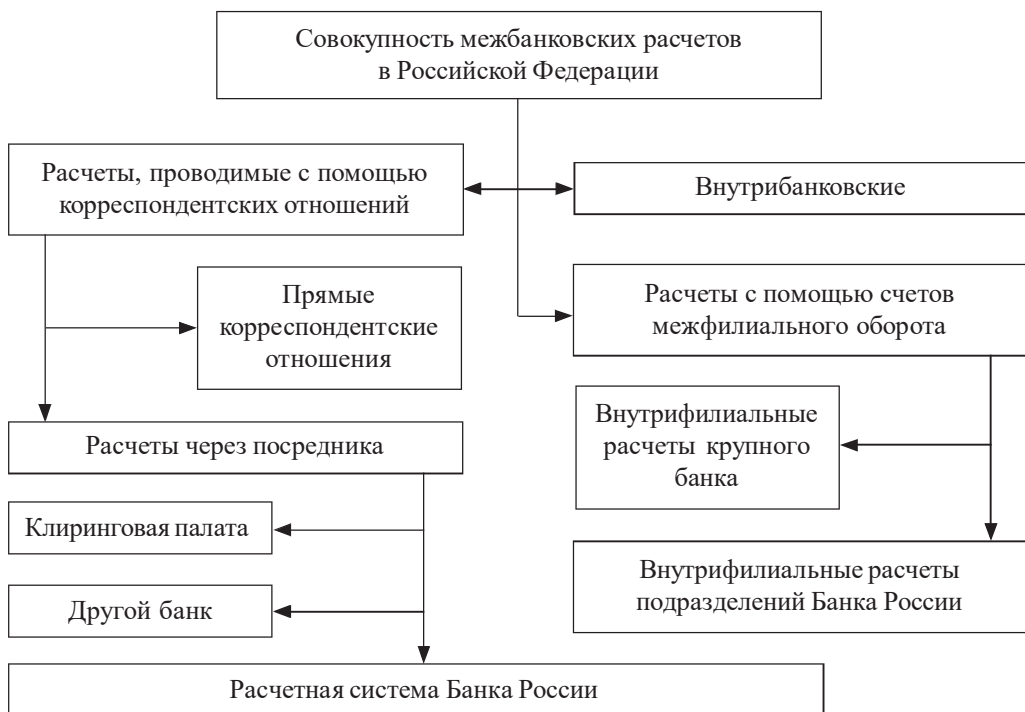 Совокупность межбанковских расчетов
в Российской Федерации
Расчеты, проводимые с помощью
корреспондентских отношений
Внутрибанковские
Прямые
корреспондентские
отношения
Расчеты с помощью счетов
межфилиального оборота
Расчеты через посредника
Внутрифилиальные
расчеты крупного
банка
Клиринговая палата
Другой банк
Внутрифилиальные расчеты
подразделений Банка России
Расчетная система Банка России